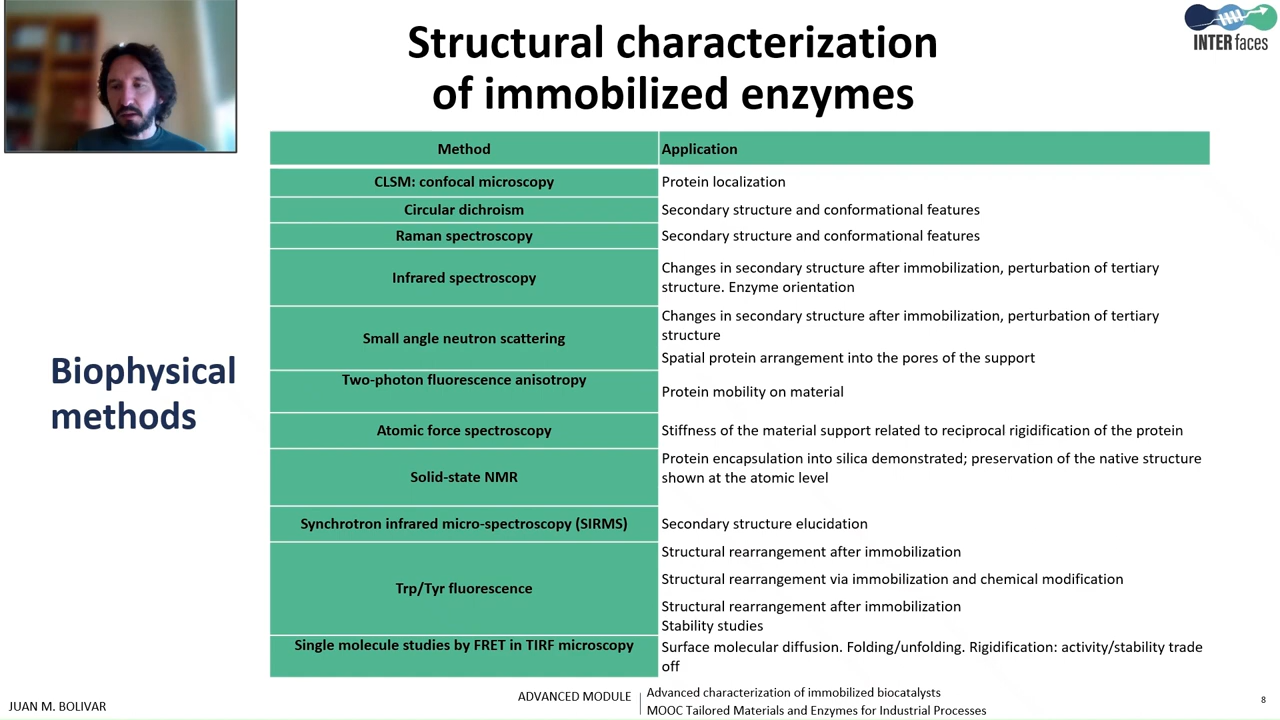 Structural characterization
of immobilized enzymes
INTERfaces
Biophysical
methods
Method
Application
CLSM: confocal microscopy
Protein localization
Circular dichroism
Secondary structure and conformational features
Raman spectroscopy
Secondary structure and conformational features
Infrared spectroscopy
Changes in secondary structure after immobilization, perturbation of tertiary
structure. Enzyme orientation
Small angle neutron scattering
Changes in secondary structure after immobilization, perturbation of tertiary
structure
Spatial protein arrangement into the pores of the support
Two-photon fluorescence anisotropy
Protein mobility on material
Atomic force spectroscopy
Stiffness of the material support related to reciprocal rigidification of the protein
Solid-state NMR
Protein encapsulation into silica demonstrated; preservation of the native structure
shown at the atomic level
Synchrotron infrared micro-spectroscopy (SIRMS)
Secondary structure elucidation
Trp/Tyr fluorescence
Structural rearrangement after immobilization
Structural rearrangement via immobilization and chemical modification
Structural rearrangement after immobilization
Stability studies
Single molecule studies by FRET in TIRF microscopy
Surface molecular diffusion. Folding/unfolding. Rigidification: activity/stability trade
off
JUAN M. BOLIVAR
ADVANCED MODULE
Advanced characterization of immobilized biocatalysts
MOOC Tailored Materials and Enzymes for Industrial Processes
8